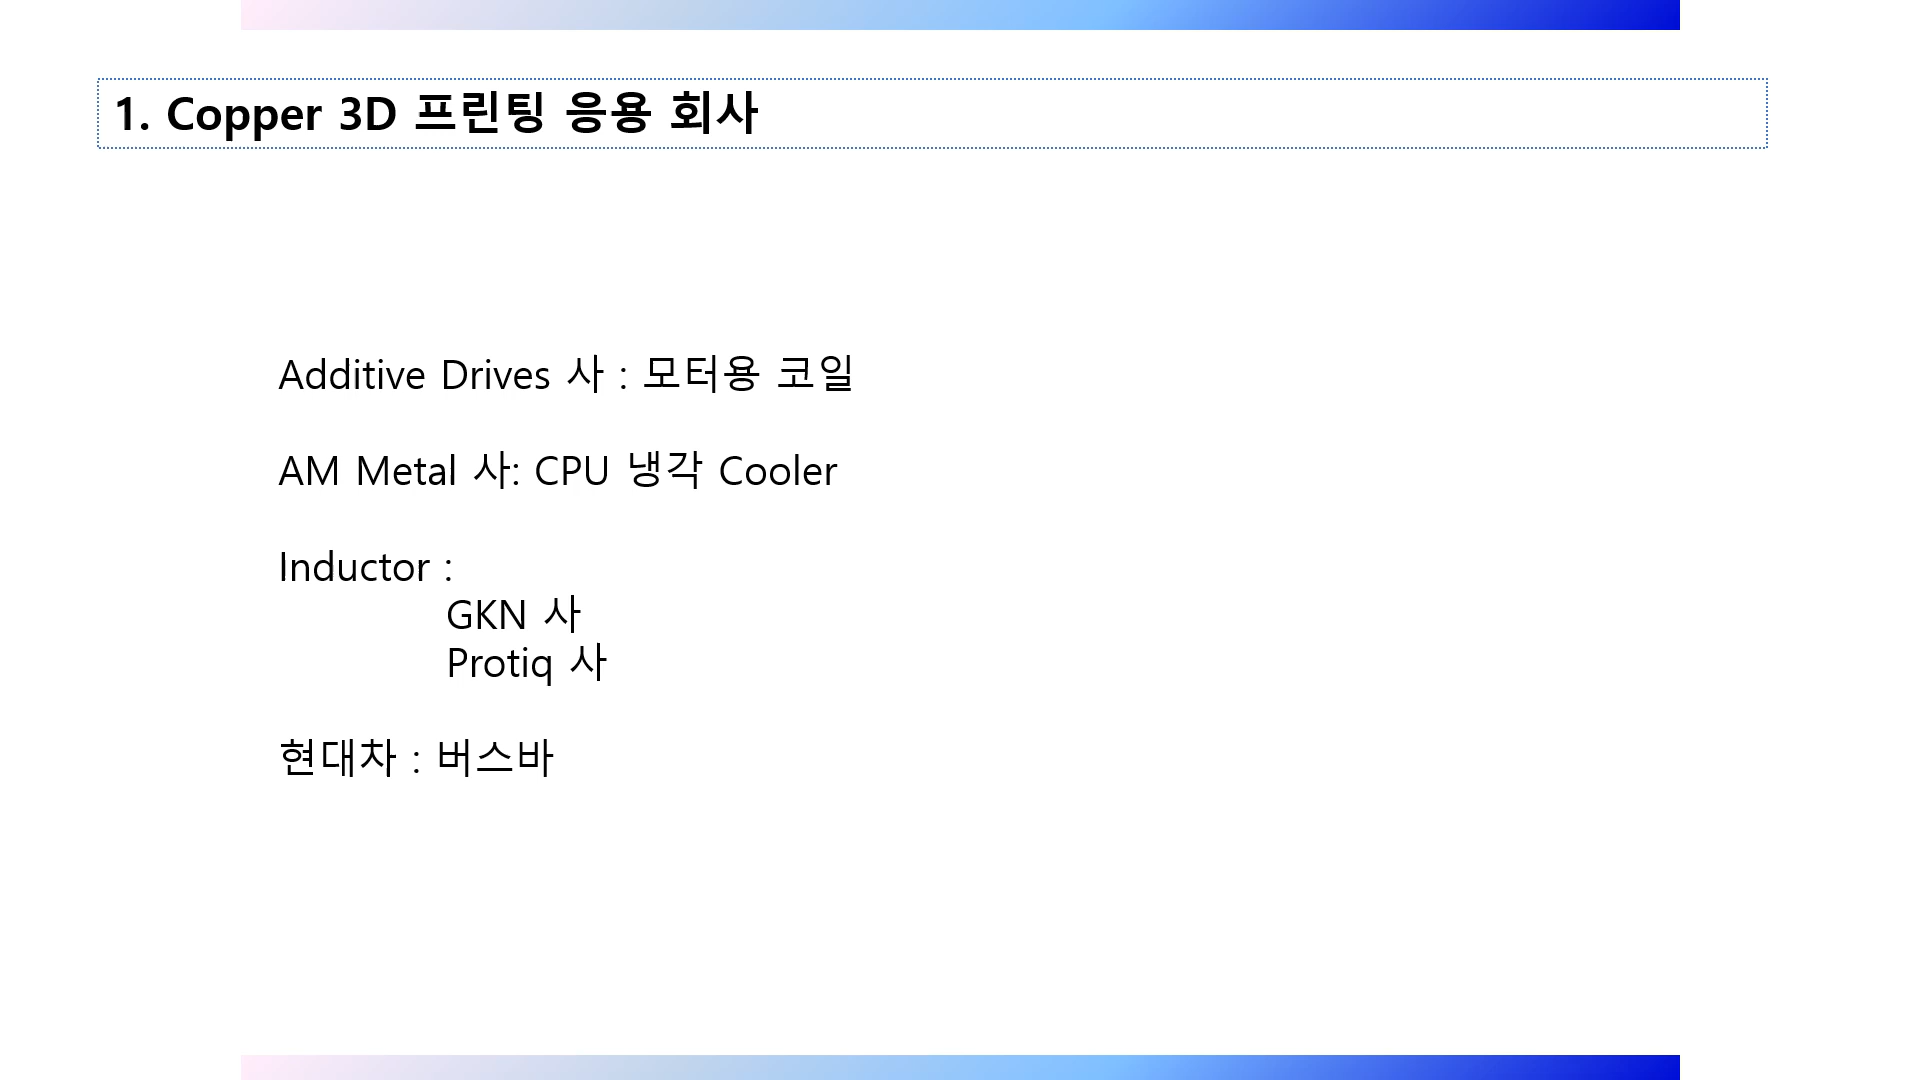 1. Copper 3D 프린팅 응용 회사
Additive Drives 사 : 모터용 코일
AM Metal 사: CPU 냉각 Cooler
Inductor :
GKN 사
Protiq 사
현대차 : 버스바